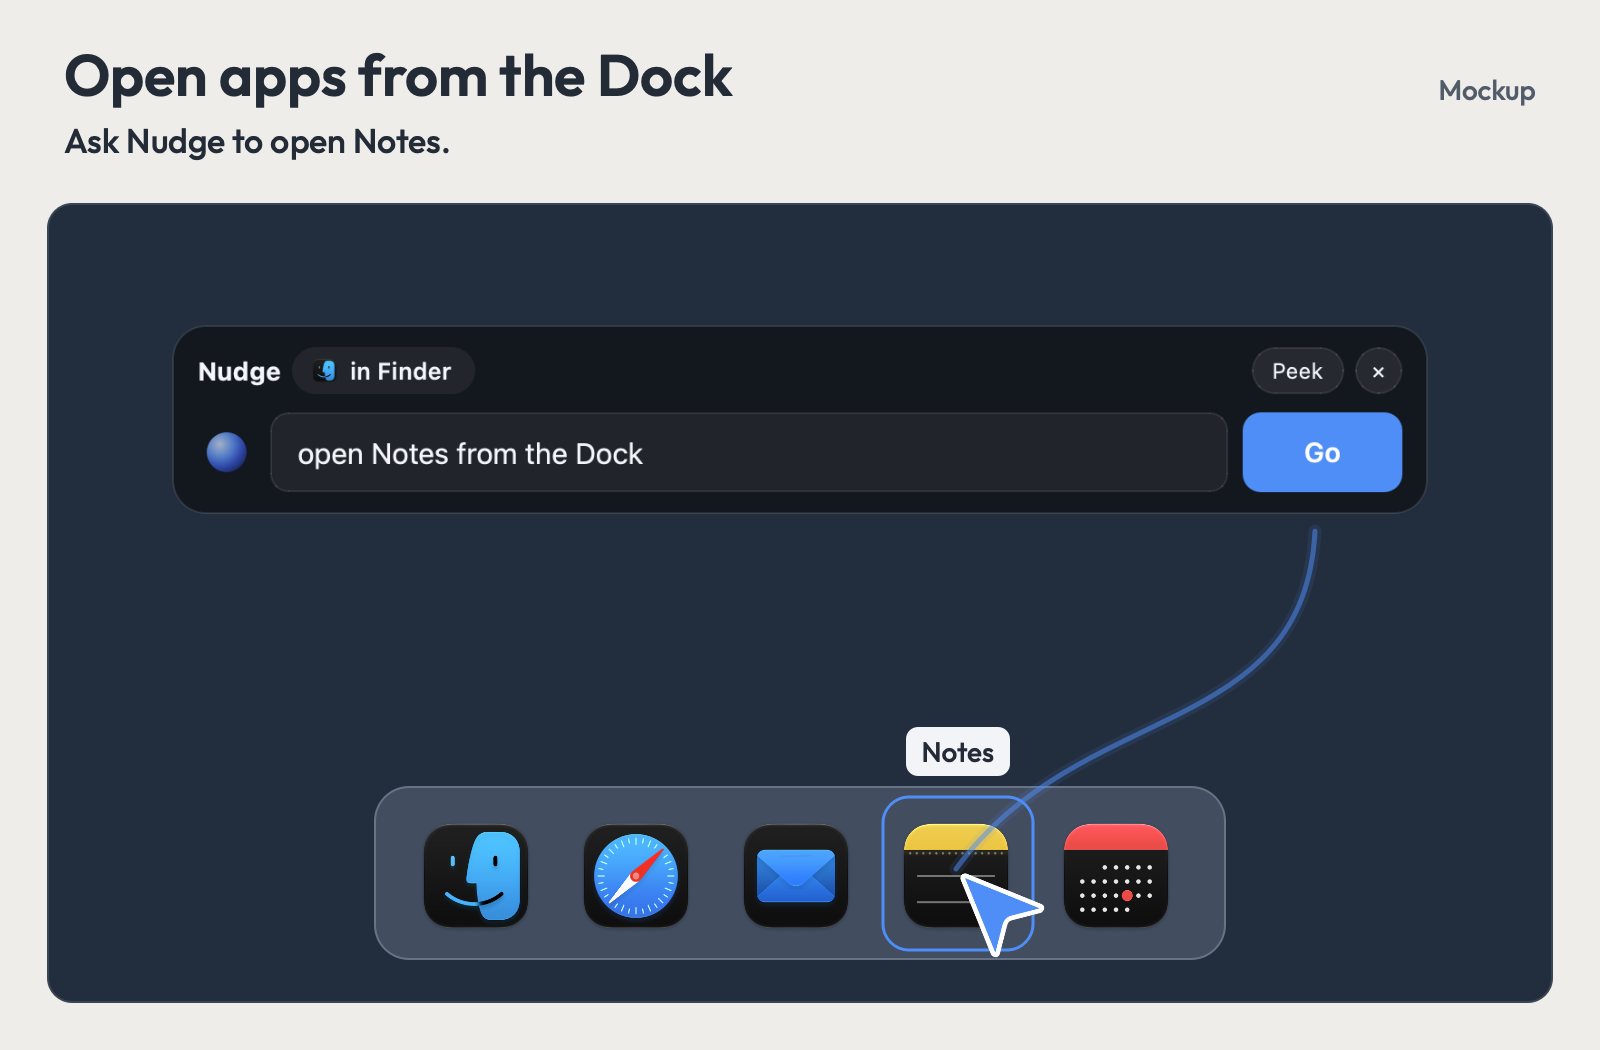 Open apps from the Dock
Mockup
Ask Nudge to open Notes.
Nudge
in Finder
Peek
×
open Notes from the Dock
Go
Notes